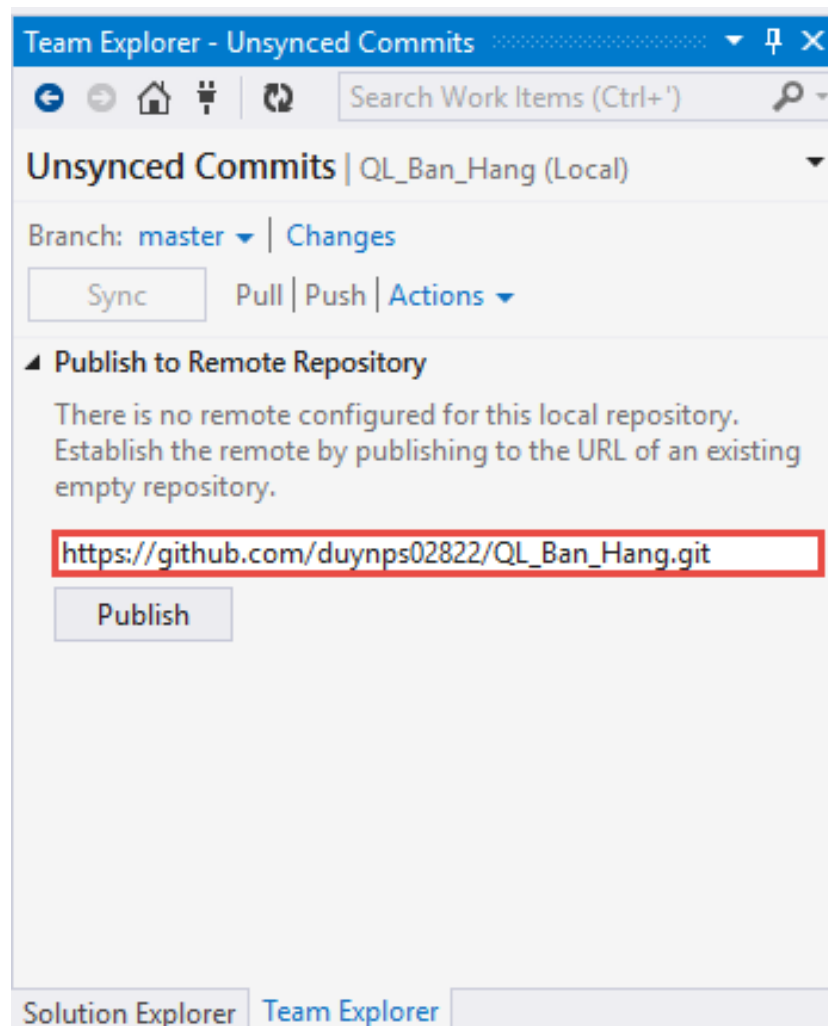 Team Explorer - Unsynced Commits
Search Work Items (Ctrl+')
Unsynced Commits | QL_Ban_Hang (Local)
Branch: master | Changes
Sync Pull | Push | Actions
Publish to Remote Repository
There is no remote configured for this local repository.
Establish the remote by publishing to the URL of an existing
empty repository.
https://github.com/duynps02822/QL_Ban_Hang.git
Publish
Solution Explorer Team Explorer